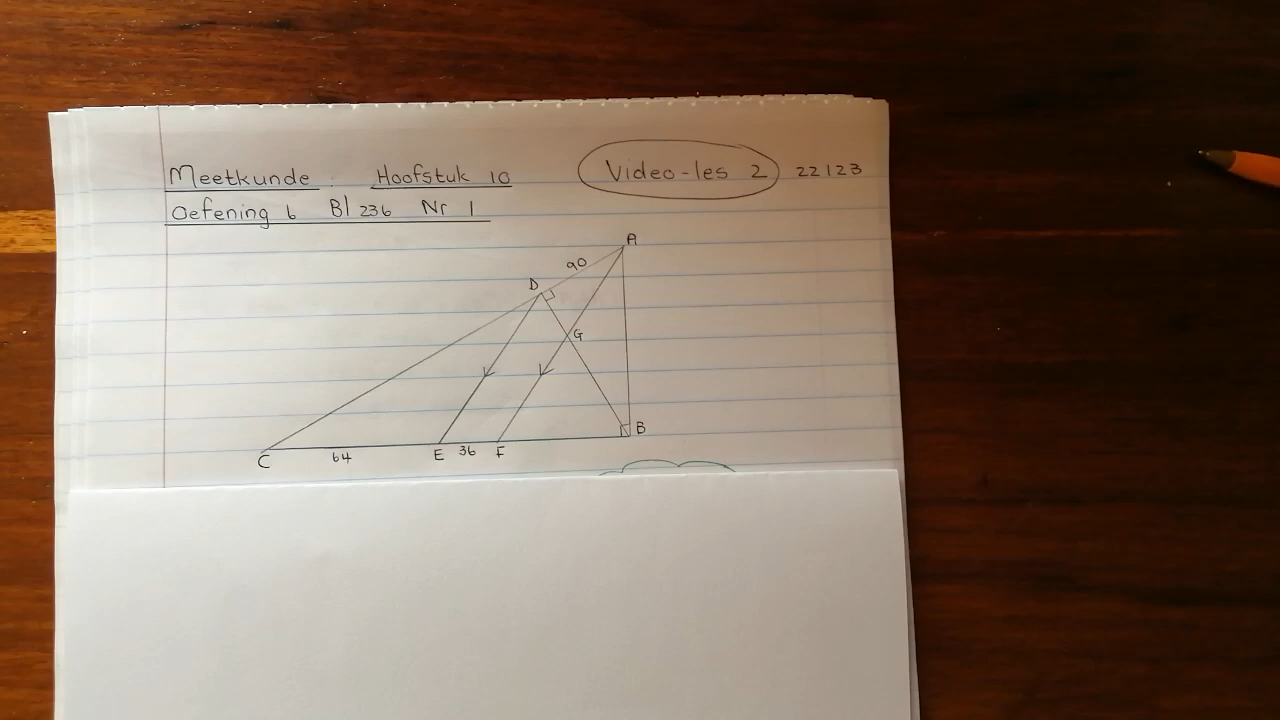 Meetkunde. Hoofstuk 10
Video-les 2 22123
Oefening 6 Bl 236 Nr 1
A
90
D
G
B
C 64 E 36 F